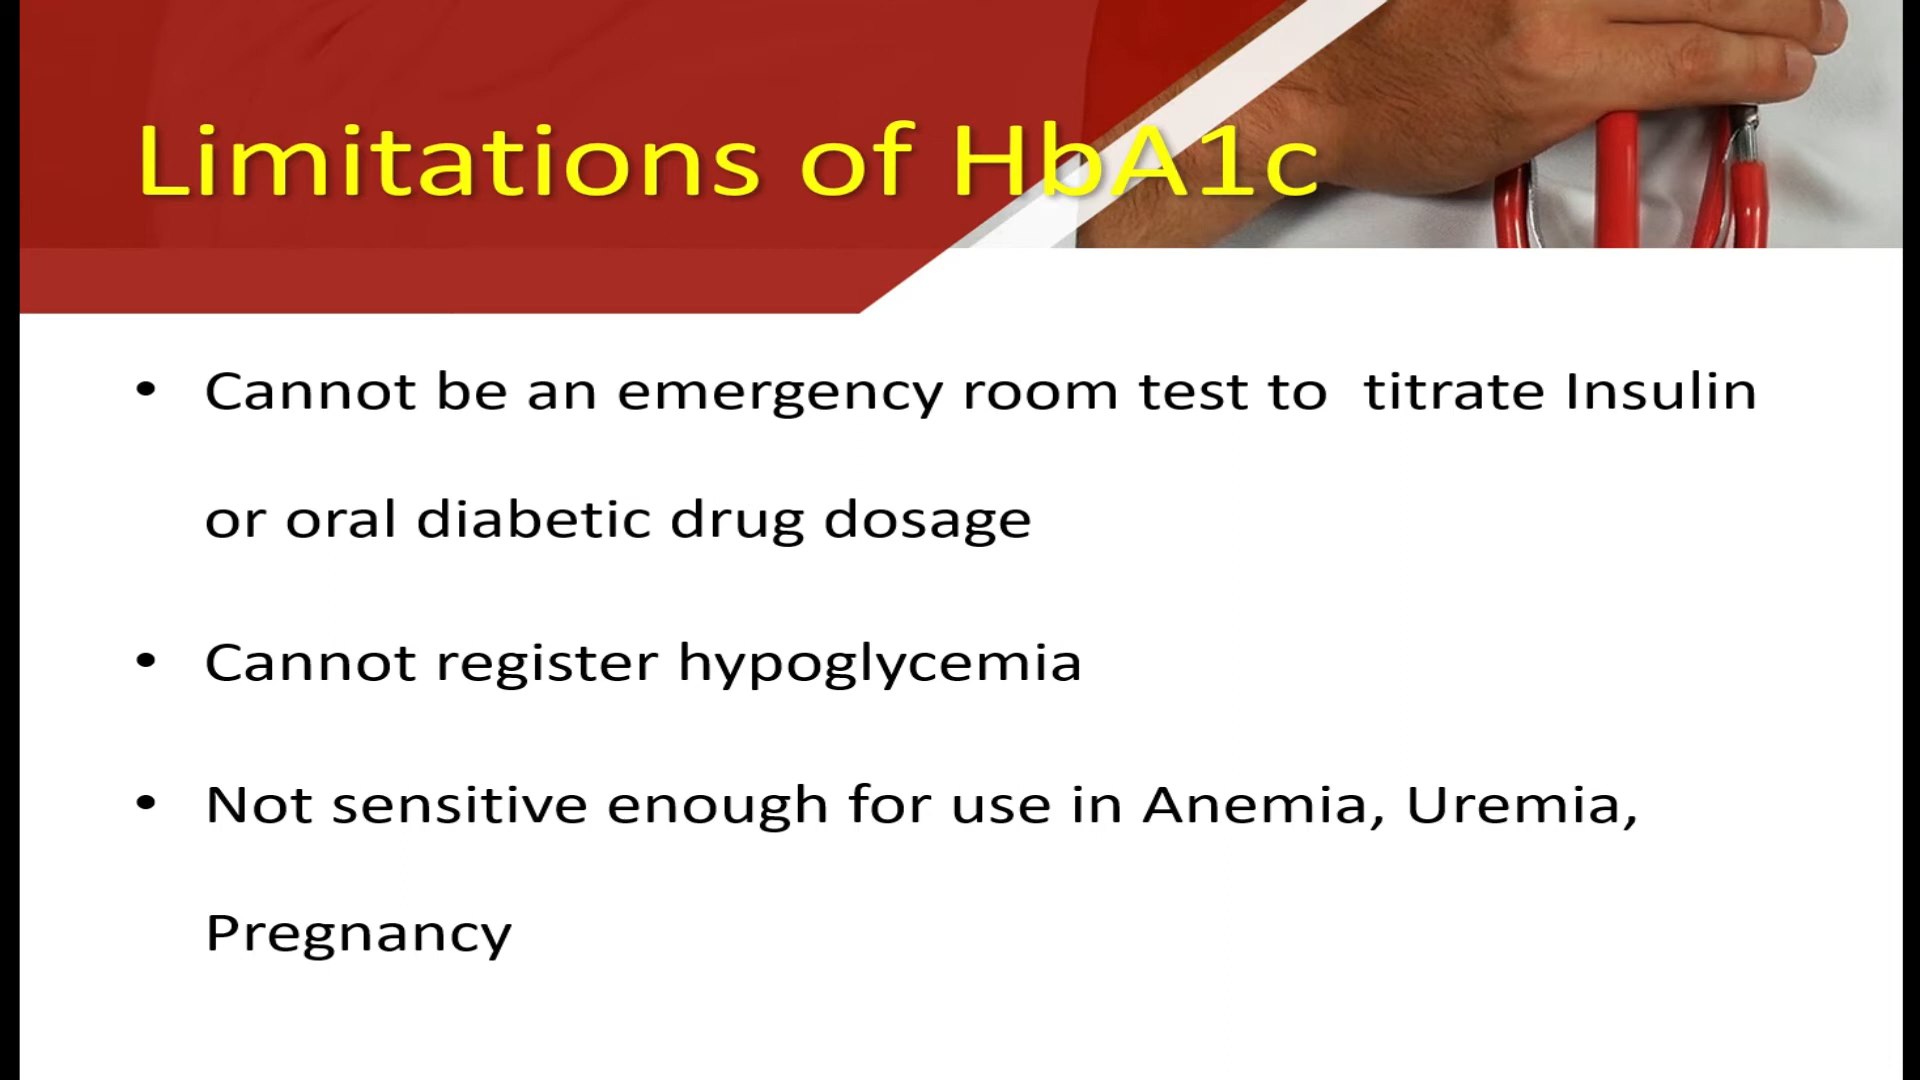 Limitations of HbA1c
• Cannot be an emergency room test to  titrate Insulin
or oral diabetic drug dosage
• Cannot register hypoglycemia
• Not sensitive enough for use in Anemia, Uremia,
Pregnancy